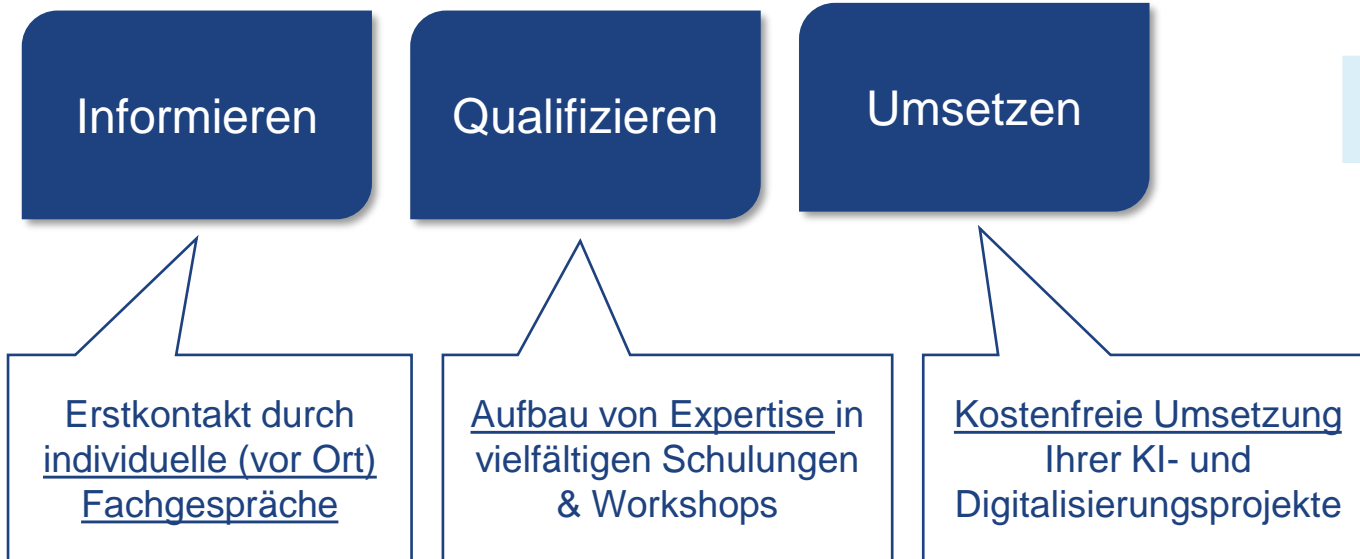 Informieren
Qualifizieren
Umsetzen
Erstkontakt durch
individuelle (vor Ort)
Fachgespräche
Aufbau von Expertise in
vielfältigen Schulungen
& Workshops
Kostenfreie Umsetzung
Ihrer KI- und
Digitalisierungsprojekte